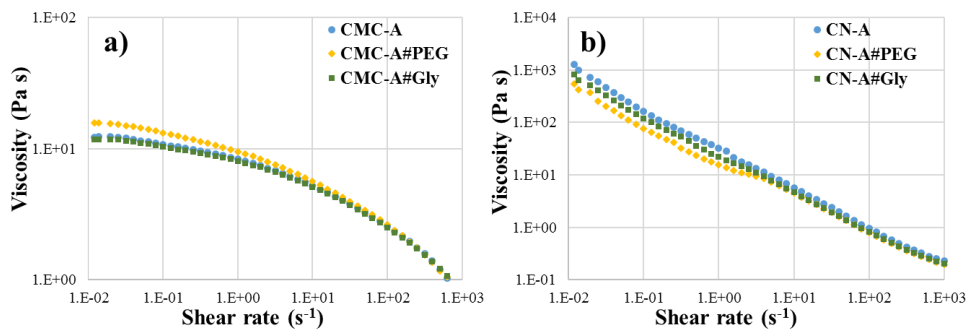 a)
CMC-A
CMC-A#PEG
CMC-A#Gly
Viscosity (Pa s)
1.E+02
1.E+01
1.E+00
1.E-02 1.E-01 1.E+00 1.E+01 1.E+02 1.E+03
Shear rate (s-1)
b)
CN-A
CN-A#PEG
CN-A#Gly
Viscosity (Pa s)
1.E+04
1.E+03
1.E+02
1.E+01
1.E+00
1.E-01
1.E-02 1.E-01 1.E+00 1.E+01 1.E+02 1.E+03
Shear rate (s-1)